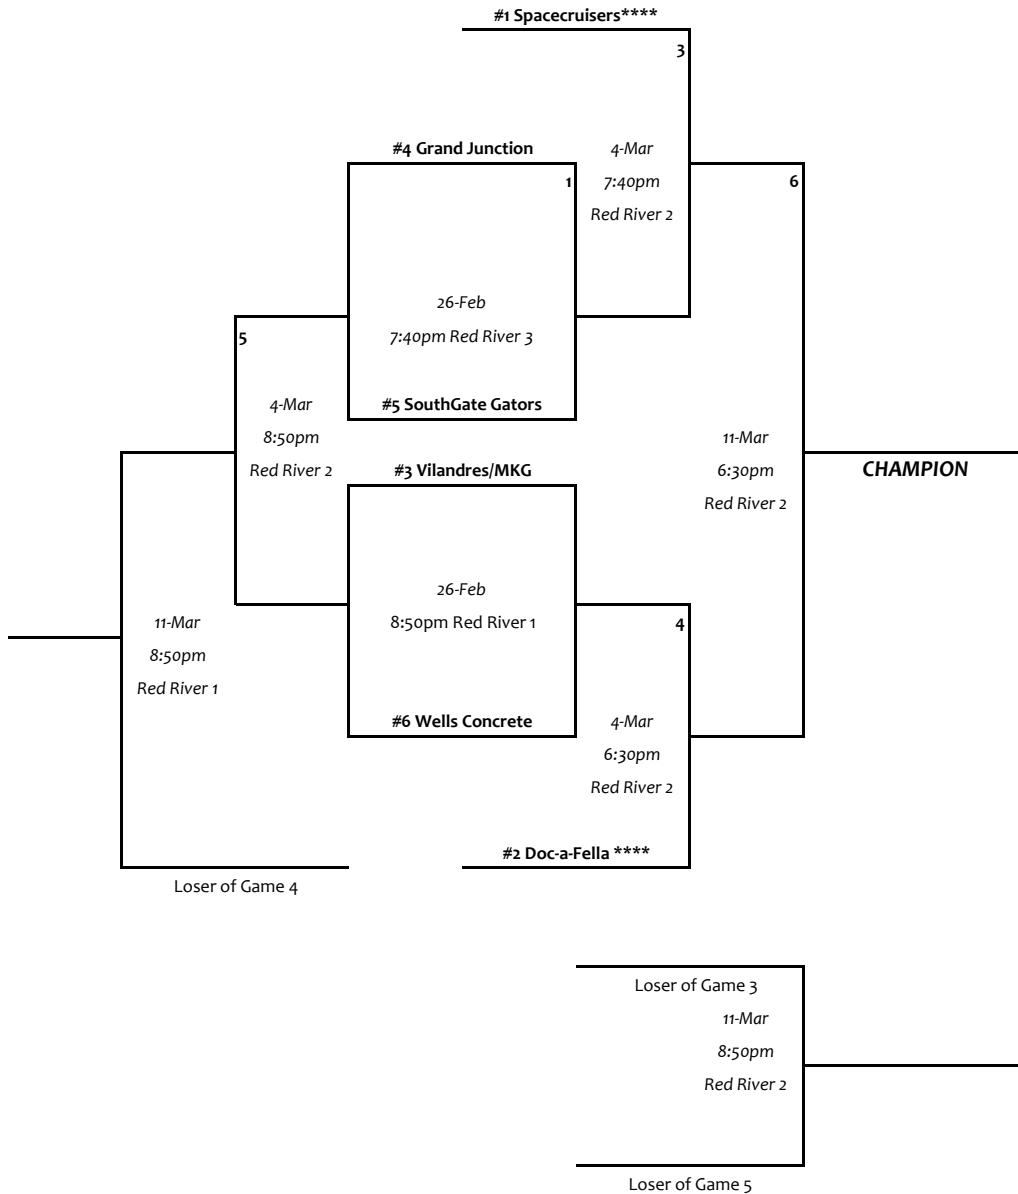 #1 Spacecruisers****
3
#4 Grand Junction
4-Mar
1
7:40pm
6
Red River 2
26-Feb
7:40pm Red River 3
5
4-Mar
#5 SouthGate Gators
8:50pm
11-Mar
Red River 2
#3 Vilandres/MKG
6:30pm
CHAMPION
Red River 2
26-Feb
11-Mar
8:50pm Red River 1
4
8:50pm
Red River 1
#6 Wells Concrete
4-Mar
6:30pm
Red River 2
#2 Doc-a-Fella ****
Loser of Game 4
Loser of Game 3
11-Mar
8:50pm
Red River 2
Loser of Game 5